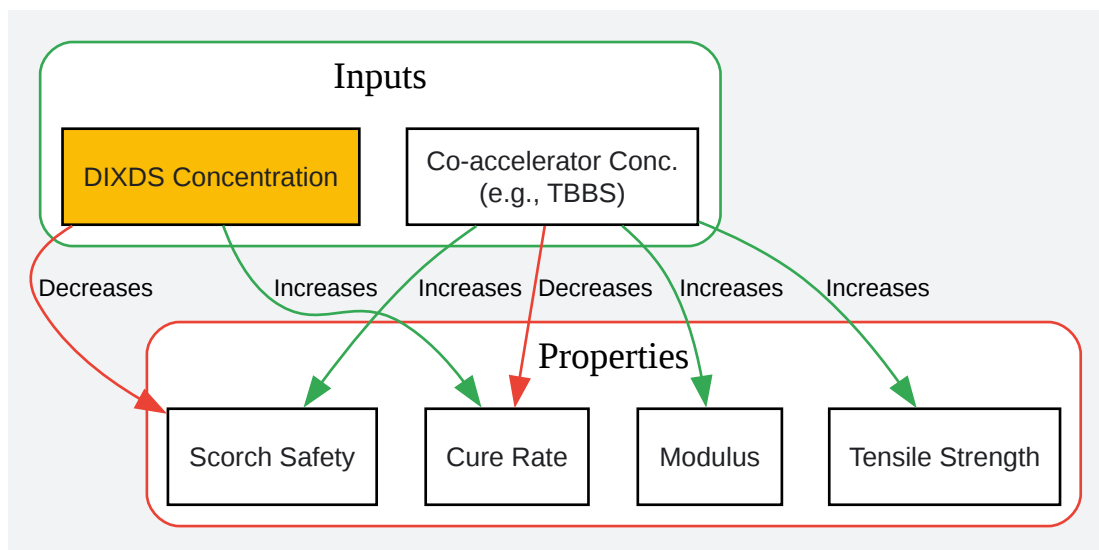 Inputs
DIXDS Concentration
Co-accelerator Conc.
(e.g., TBBS)
Decreases
Increases
Increases
Decreases
Increases
Increases
Properties
Scorch Safety
Cure Rate
Modulus
Tensile Strength